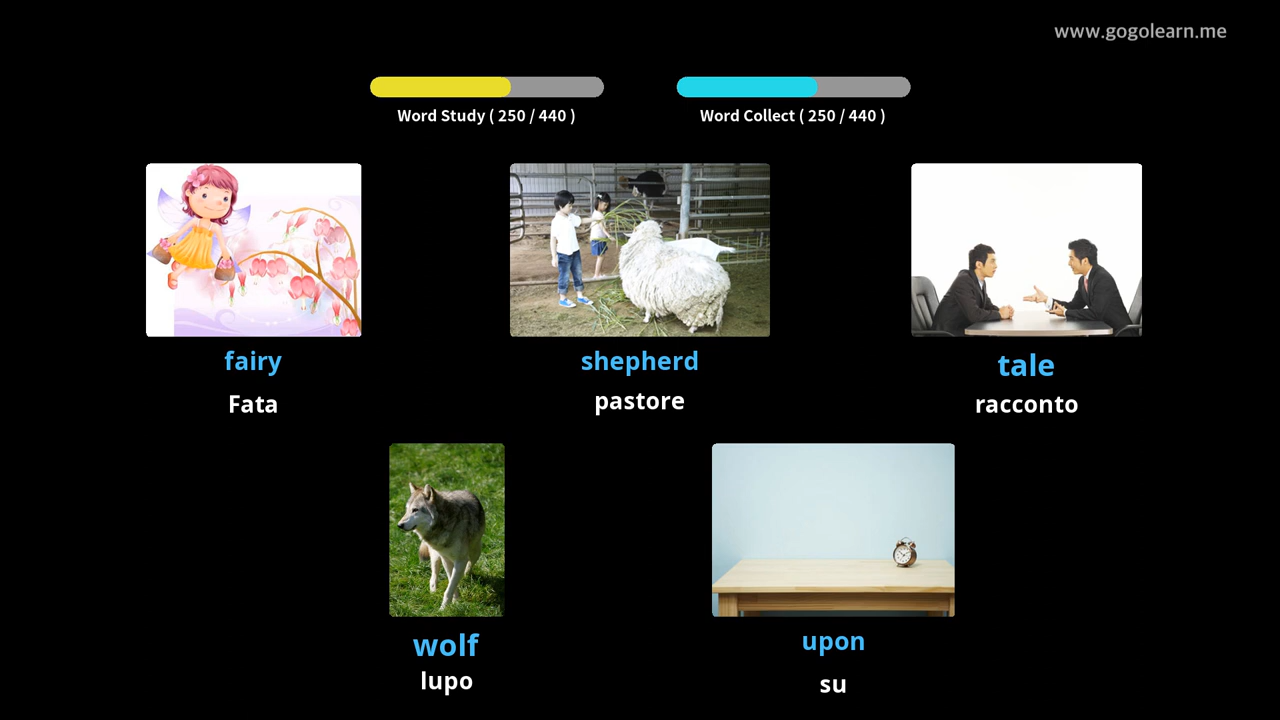 www.gogolearn.me
Word Study ( 250 / 440 )
Word Collect ( 250 / 440 )
fairy
Fata
shepherd
pastore
tale
racconto
wolf
lupo
upon
su